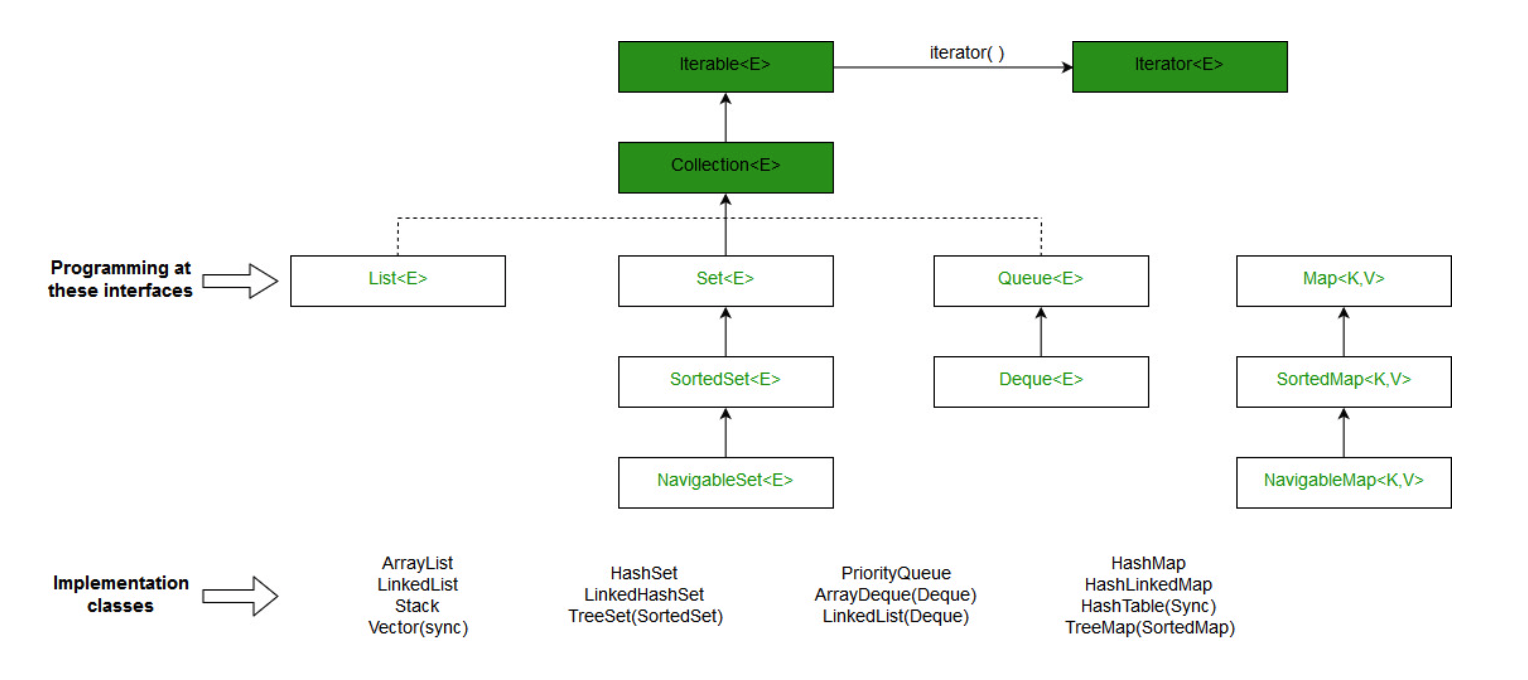 iterator( )
Iterable<E>
Iterator<E>
Collection<E>
Programming at
these interfaces
List<E>
Set<E>
Queue<E>
Map<K,V>
SortedSet<E>
Deque<E>
SortedMap<K,V>
NavigableSet<E>
NavigableMap<K,V>
Implementation
classes
ArrayList
LinkedList
Stack
Vector(sync)
HashSet
LinkedHashSet
TreeSet(SortedSet)
PriorityQueue
ArrayDeque(Deque)
LinkedList(Deque)
HashMap
HashLinkedMap
HashTable(Sync)
TreeMap(SortedMap)